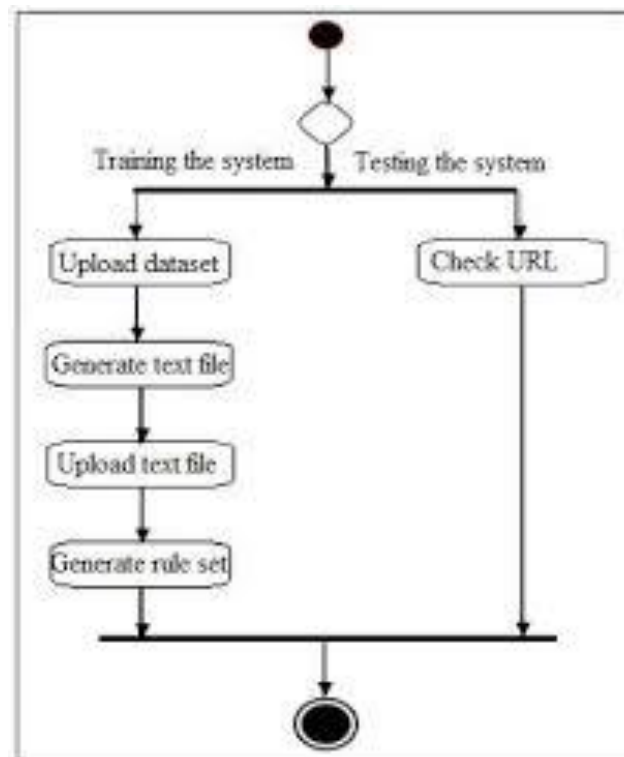 Training the system
Testing the system
Upload dataset
Check URL
Generate text file
Upload text file
Generate rule set